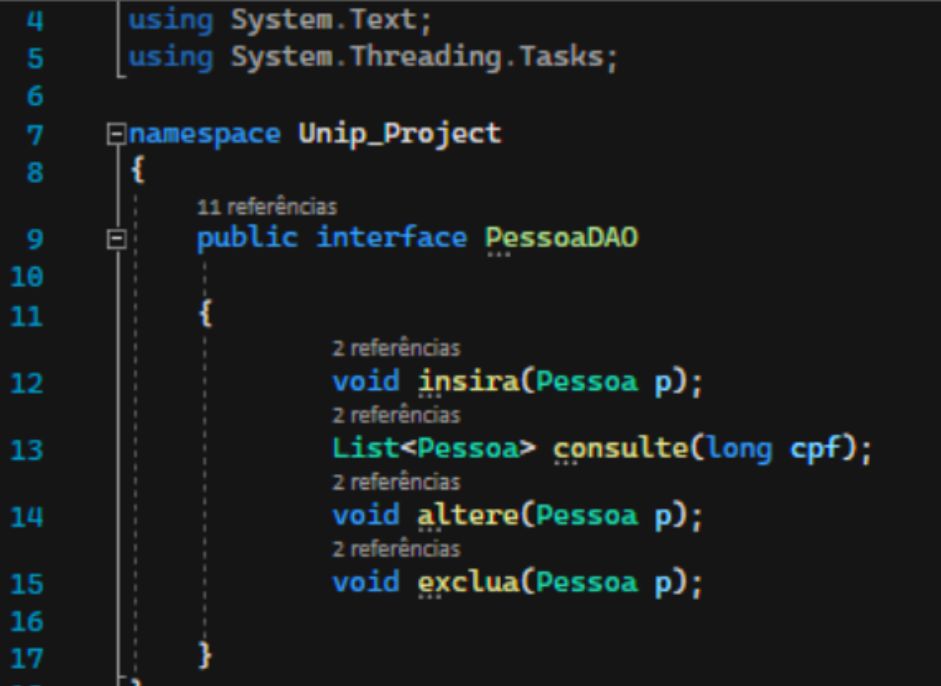 4 using System.Text;
5 using System.Threading.Tasks;
6
7 namespace Unip_Project
8 {
11 referências
9 public interface PessoaDAO
10
11 {
2 referências
12 void insira(Pessoa p);
2 referências
13 List<Pessoa> consulte(long cpf);
2 referências
14 void altere(Pessoa p);
2 referências
15 void exclua(Pessoa p);
16
17 }